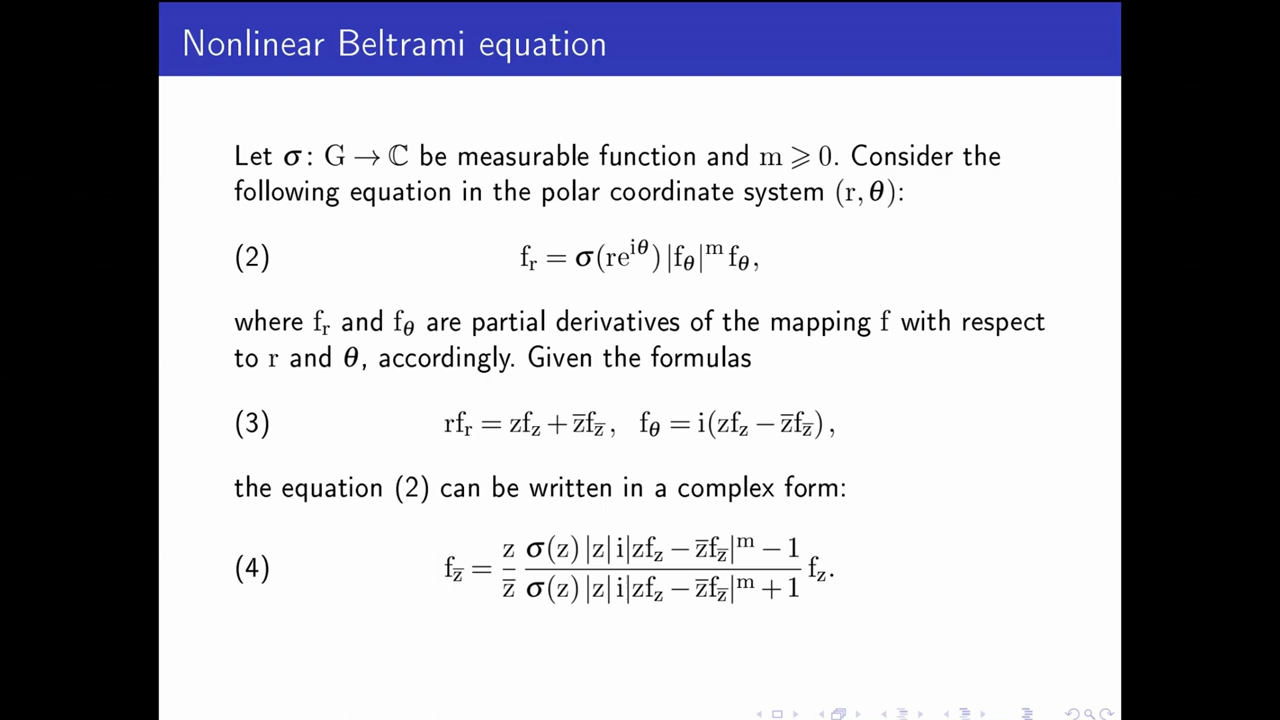 Nonlinear Beltrami equation
Let σ: G → ℂ be measurable function and m ⩾ 0. Consider the
following equation in the polar coordinate system (r, θ):
(2) f_r = σ(re^{iθ}) |f_θ|^m f_θ,
where f_r and f_θ are partial derivatives of the mapping f with respect
to r and θ, accordingly. Given the formulas
(3) rf_r = zf_z + z̅f_z̅ , f_θ = i(zf_z − z̅f_z̅) ,
the equation (2) can be written in a complex form:
(4) f_z̅ = \frac{z}{z̅} \frac{σ(z) |z| i|zf_z − z̅f_z̅|^m − 1}{σ(z) |z| i|zf_z − z̅f_z̅|^m + 1} f_z.